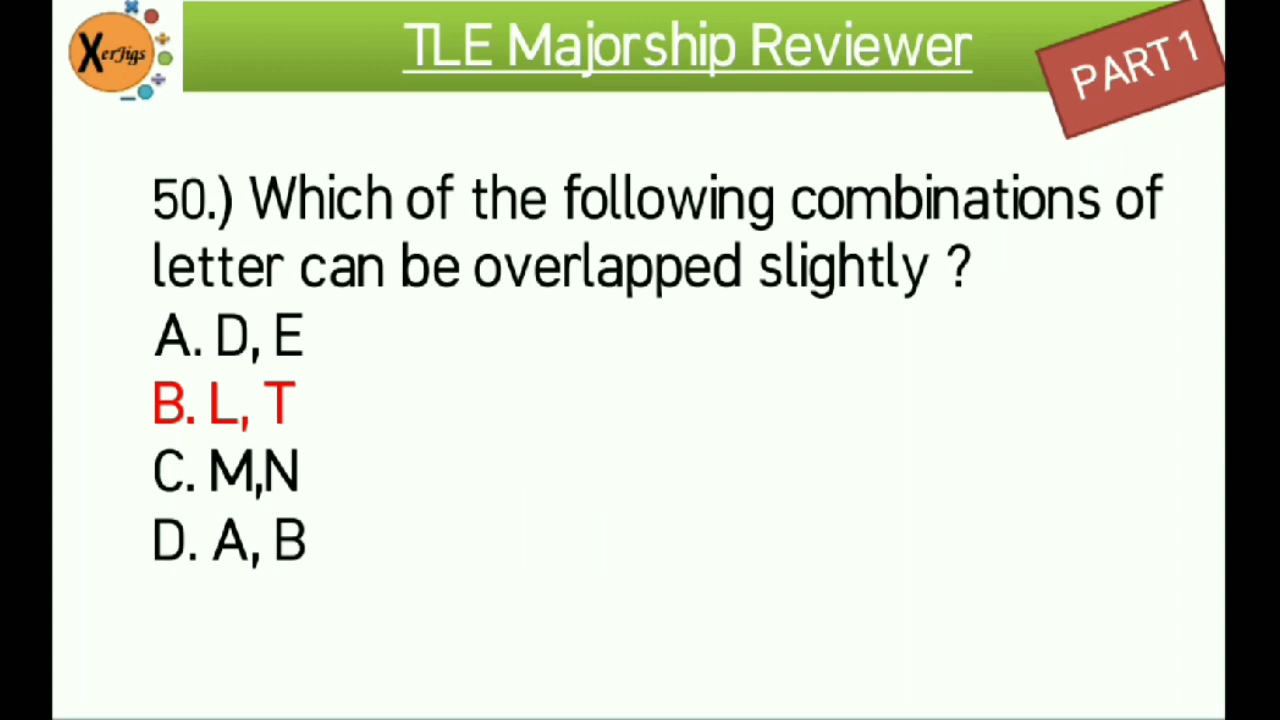 XerJigs
TLE Majorship Reviewer
PART 1
50.) Which of the following combinations of
letter can be overlapped slightly ?
A. D, E
B. L, T
C. M,N
D. A, B